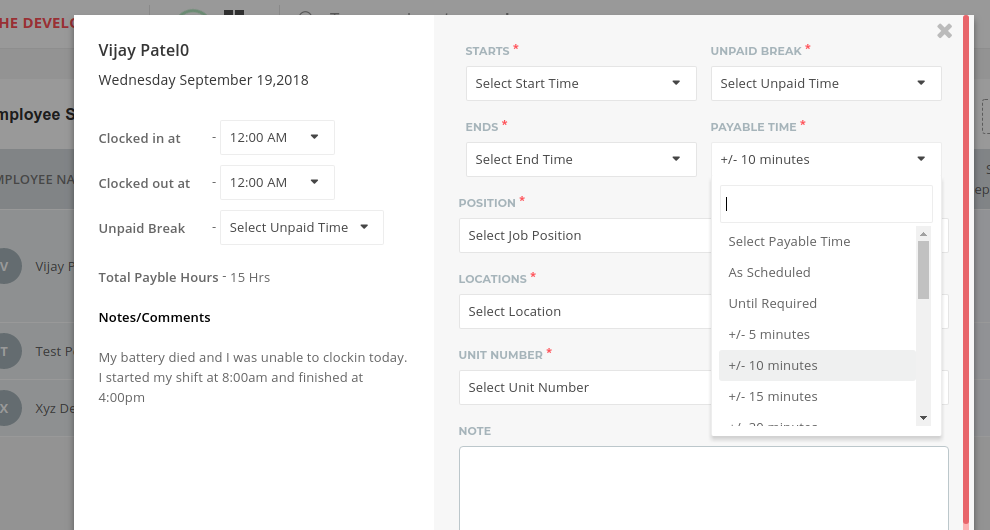 HE DEVELO
Vijay Patel0
Wednesday September 19,2018
Clocked in at - 12:00 AM
Clocked out at - 12:00 AM
Unpaid Break - Select Unpaid Time
Total Payble Hours - 15 Hrs
Notes/Comments
My battery died and I was unable to clockin today.
I started my shift at 8:00am and finished at
4:00pm
STARTS *
Select Start Time
UNPAID BREAK *
Select Unpaid Time
ENDS *
Select End Time
PAYABLE TIME *
+/- 10 minutes
Select Payable Time
As Scheduled
Until Required
+/- 5 minutes
+/- 10 minutes
+/- 15 minutes
POSITION *
Select Job Position
LOCATIONS *
Select Location
UNIT NUMBER *
Select Unit Number
NOTE
mployee S
MPLOYEE NA
V
Vijay P
T
Test P
X
Xyz De